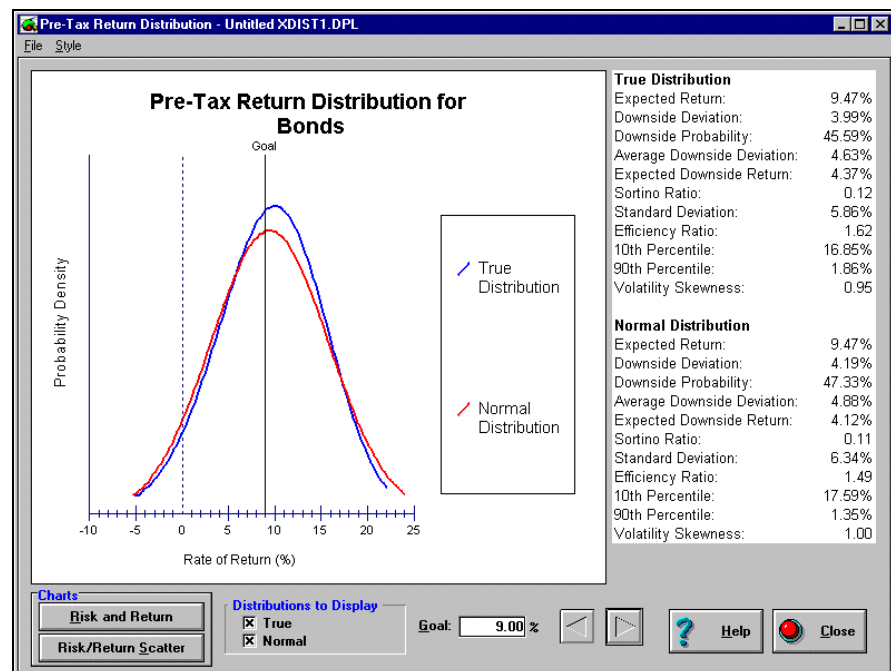 Pre-Tax Return Distribution - Untitled XDIST1.DPL
File Style
Pre-Tax Return Distribution for
Bonds
Goal
Probability Density
-10 -5 0 5 10 15 20 25
Rate of Return (%)
True
Distribution
Normal
Distribution
True Distribution
Expected Return: 9.47%
Downside Deviation: 3.99%
Downside Probability: 45.59%
Average Downside Deviation: 4.63%
Expected Downside Return: 4.37%
Sortino Ratio: 0.12
Standard Deviation: 5.86%
Efficiency Ratio: 1.62
10th Percentile: 16.85%
90th Percentile: 1.86%
Volatility Skewness: 0.95
Normal Distribution
Expected Return: 9.47%
Downside Deviation: 4.19%
Downside Probability: 47.33%
Average Downside Deviation: 4.88%
Expected Downside Return: 4.12%
Sortino Ratio: 0.11
Standard Deviation: 6.34%
Efficiency Ratio: 1.49
10th Percentile: 17.59%
90th Percentile: 1.35%
Volatility Skewness: 1.00
Charts
Risk and Return
Risk/Return Scatter
Distributions to Display
True
Normal
Goal: 9.00 %
Help
Close